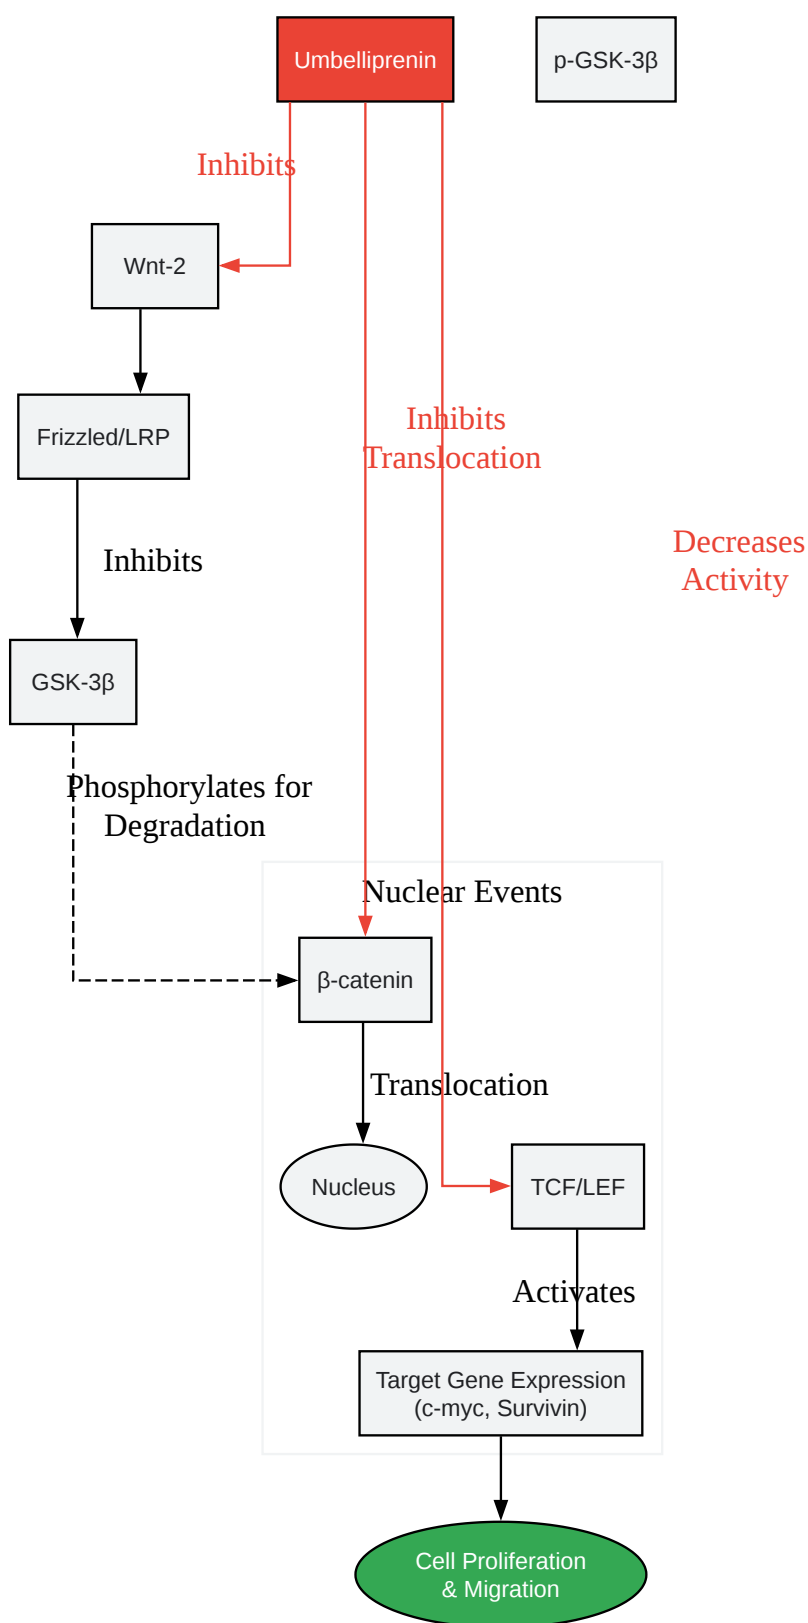 Umbelliprenin
p-GSK-3β
Inhibits
Wnt-2
Inhibits
Translocation
Frizzled/LRP
Decreases
Activity
Inhibits
GSK-3β
Phosphorylates for
Degradation
Nuclear Events
β-catenin
Translocation
Nucleus
TCF/LEF
Activates
Target Gene Expression
(c-myc, Survivin)
Cell Proliferation
& Migration